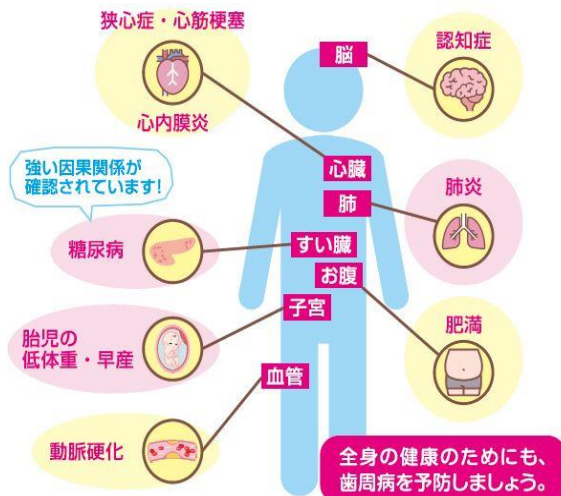 狭心症・心筋梗塞
心内膜炎
脳
認知症
心臓
強い因果関係が
確認されています!
肺
肺炎
糖尿病
すい臓
お腹
肥満
子宮
胎児の
低体重・早産
血管
動脈硬化
全身の健康のためにも、
歯周病を予防しましょう。